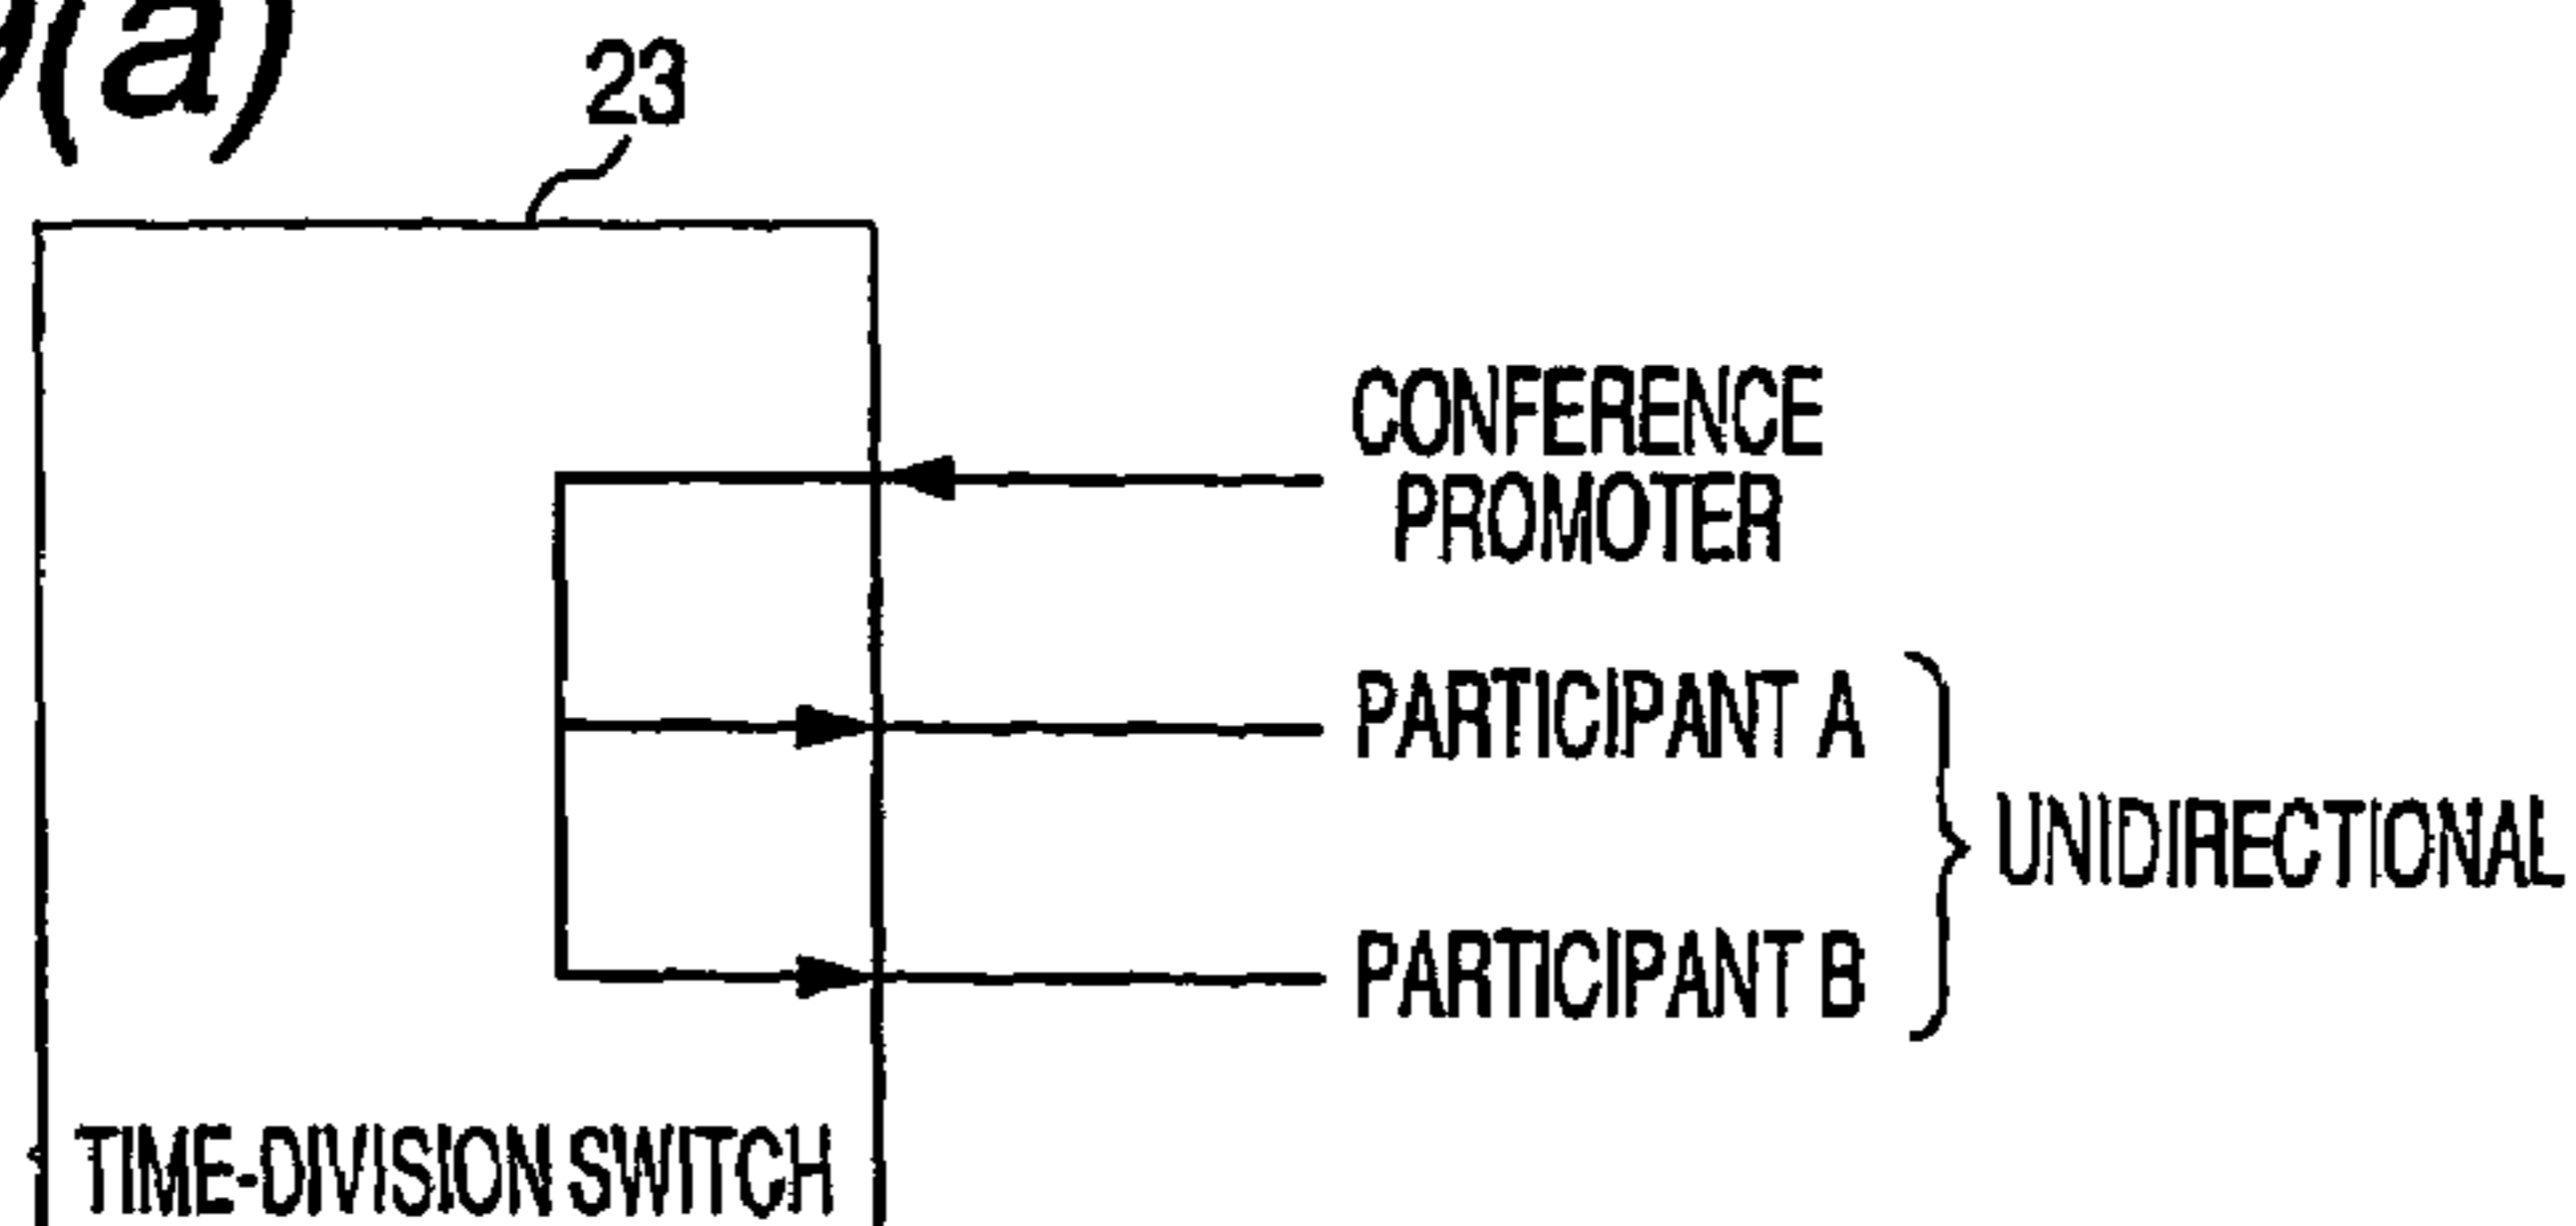 (a)
23
CONFERENCE
PROMOTER
PARTICIPANT A
UNIDIRECTIONAL
PARTICIPANT B
TIME-DIVISION SWITCH